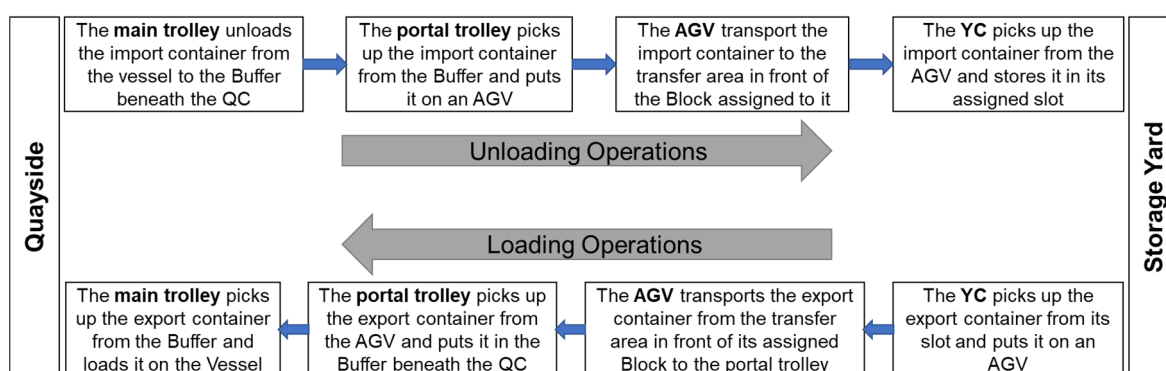 Quayside
The main trolley unloads
the import container from
the vessel to the Buffer
beneath the QC
The portal trolley picks
up the import container
from the Buffer and puts
it on an AGV
The AGV transport the
import container to the
transfer area in front of
the Block assigned to it
The YC picks up the
import container from the
AGV and stores it in its
assigned slot
Storage Yard
Unloading Operations
Loading Operations
The main trolley picks
up the export container
from the Buffer and
loads it on the Vessel
The portal trolley picks up
the export container from
the AGV and puts it in the
Buffer beneath the QC
The AGV transports the export
container from the transfer
area in front of its assigned
Block to the portal trolley
The YC picks up the
export container from its
slot and puts it on an
AGV